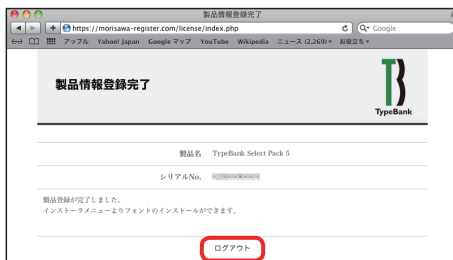 製品情報登録完了
https://morisawa-register.com/license/index.php
Google
アップル Yahoo! Japan Google マップ YouTube Wikipedia ニュース (2,269)▼ お役立ち▼
製品情報登録完了
TypeBank
製品名 TypeBank Select Pack 5
シリアルNo.
製品登録が完了しました。
インストーラメニューよりフォントのインストールができます。
ログアウト